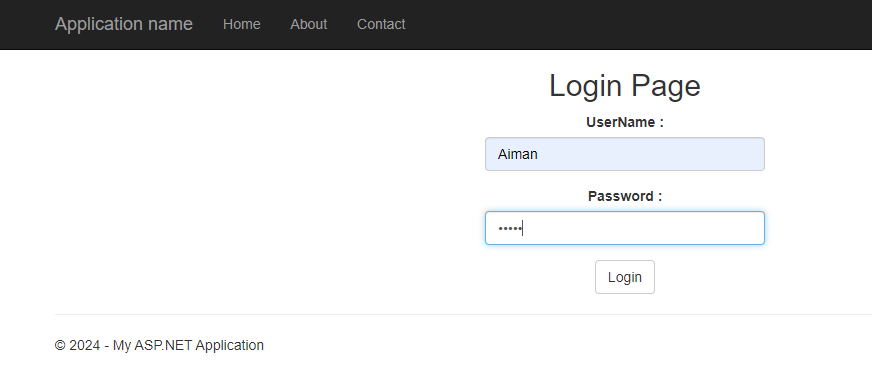 Application name Home About Contact
Login Page
UserName :
Aiman
Password :
•••••
Login
© 2024 - My ASP.NET Application